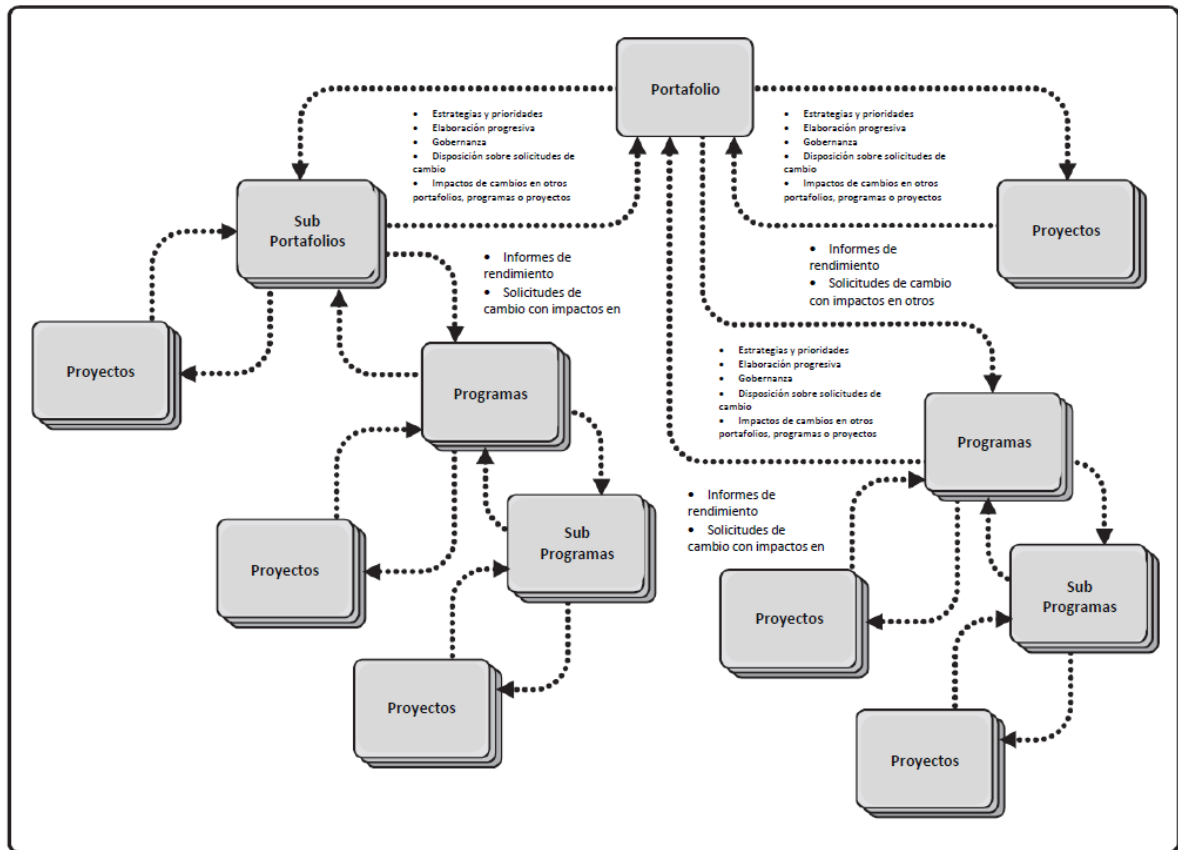 Portafolio
• Estrategias y prioridades
• Elaboración progresiva
• Gobernanza
• Disposición sobre solicitudes de
cambio
• Impactos de cambios en otros
portafolios, programas o proyectos
• Estrategias y prioridades
• Elaboración progresiva
• Gobernanza
• Disposición sobre solicitudes de
cambio
• Impactos de cambios en otros
portafolios, programas o proyectos
Sub
Portafolios
Proyectos
• Informes de
rendimiento
• Solicitudes de
cambio con impactos en
• Informes de
rendimiento
• Solicitudes de cambio
con impactos en otros
Proyectos
Programas
• Estrategias y prioridades
• Elaboración progresiva
• Gobernanza
• Disposición sobre solicitudes de
cambio
• Impactos de cambios en otros
portafolios, programas o proyectos
Programas
• Informes de
rendimiento
• Solicitudes de
cambio con impactos en
Proyectos
Sub
Programas
Proyectos
Sub
Programas
Proyectos
Proyectos